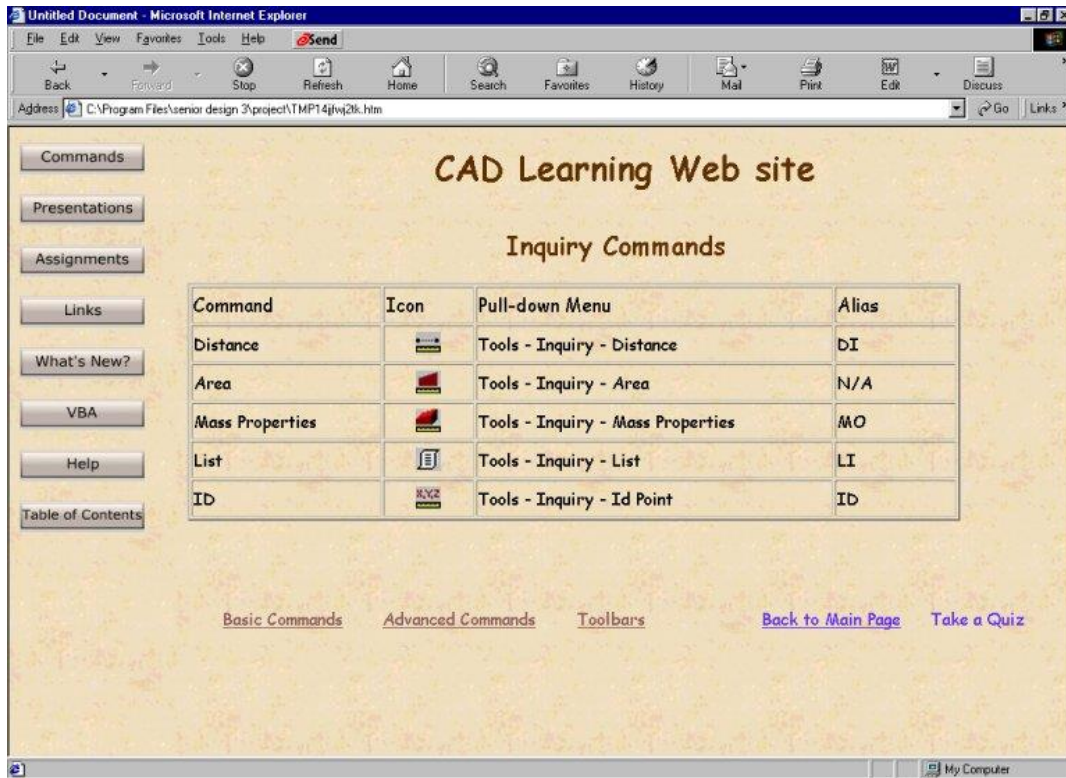 Untitled Document - Microsoft Internet Explorer
File Edit View Favorites Tools Help Send
Back Forward Stop Refresh Home Search Favorites History Mail Print Edit Discuss
Address C:\Program Files\senior design 3\project\TMP14jjlwj2tk.htm Go Links
Commands
Presentations
Assignments
Links
What's New?
VBA
Help
Table of Contents
CAD Learning Web site
Inquiry Commands
Command Icon Pull-down Menu Alias
Distance Tools - Inquiry - Distance DI
Area Tools - Inquiry - Area N/A
Mass Properties Tools - Inquiry - Mass Properties MO
List Tools - Inquiry - List LI
ID X,Y,Z Tools - Inquiry - Id Point ID
Basic Commands Advanced Commands Toolbars Back to Main Page Take a Quiz
My Computer